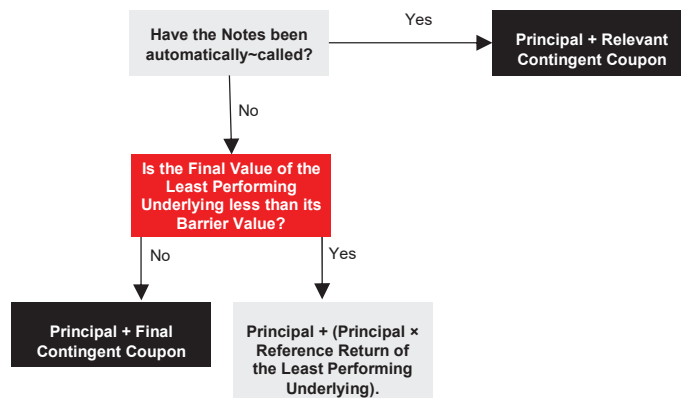 Have the Notes been
automatically~called?
Yes
Principal + Relevant
Contingent Coupon
No
Is the Final Value of the
Least Performing
Underlying less than its
Barrier Value?
No
Yes
Principal + Final
Contingent Coupon
Principal + (Principal ×
Reference Return of
the Least Performing
Underlying).